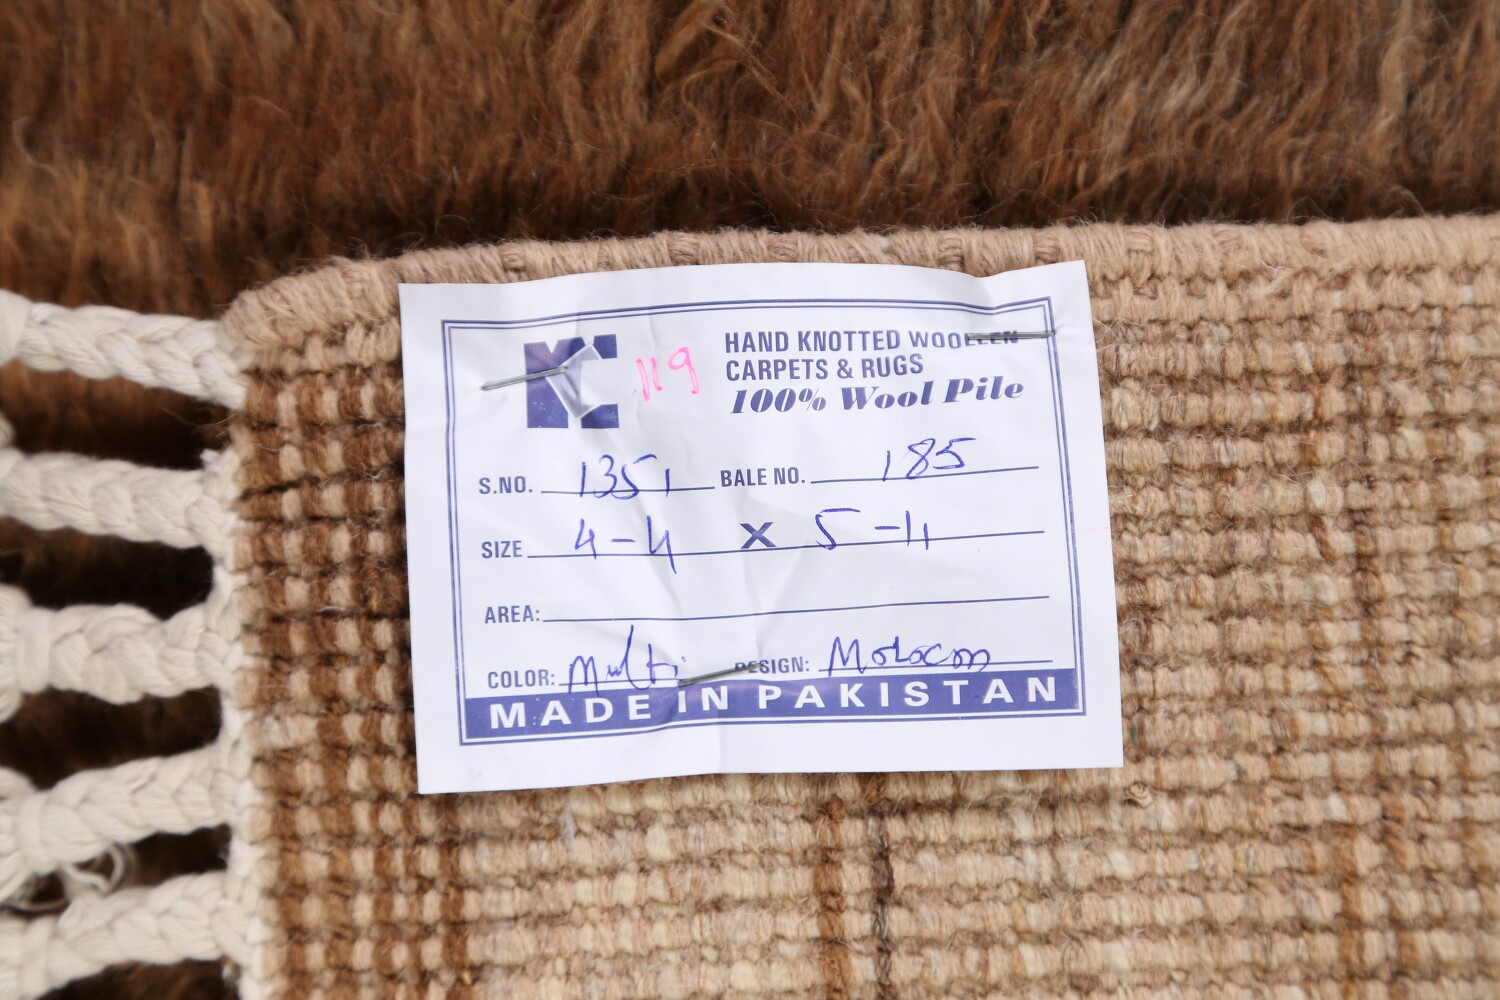 119
HAND KNOTTED WOOLLEN
CARPETS & RUGS
100% Wool Pile
S.NO. 1351 BALE NO. 185
SIZE 4-4 X 5-11
AREA:
COLOR: Multi DESIGN:
MADE IN PAKISTAN